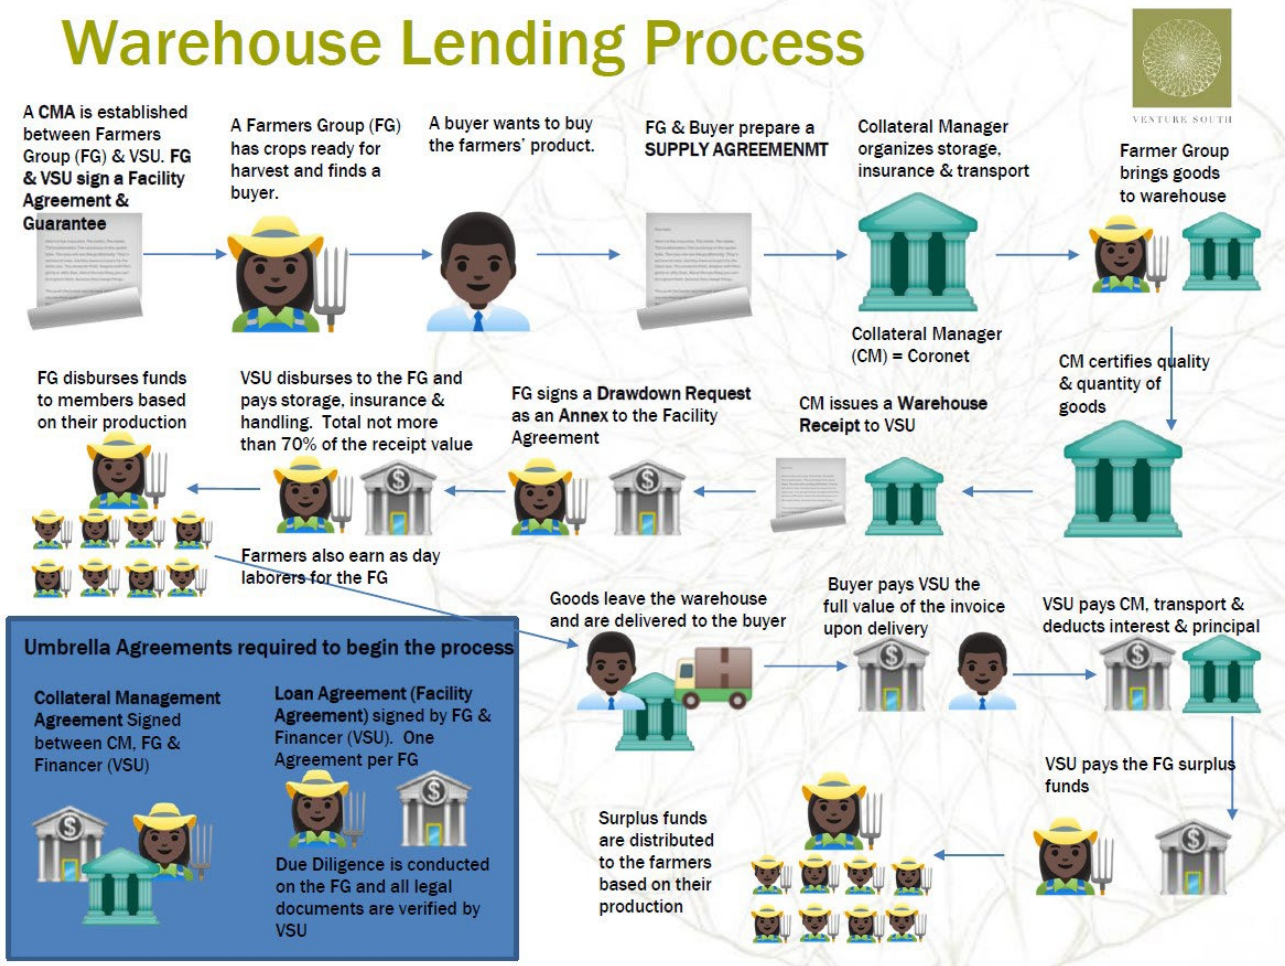 Warehouse Lending Process
VENTURE SOUTH
A CMA is established
between Farmers
Group (FG) & VSU. FG
& VSU sign a Facility
Agreement &
Guarantee
A Farmers Group (FG)
has crops ready for
harvest and finds a
buyer.
A buyer wants to buy
the farmers’ product.
FG & Buyer prepare a
SUPPLY AGREEMENMT
Collateral Manager
organizes storage,
insurance & transport
Collateral Manager
(CM) = Coronet
Farmer Group
brings goods
to warehouse
CM certifies quality
& quantity of
goods
CM issues a Warehouse
Receipt to VSU
FG signs a Drawdown Request
as an Annex to the Facility
Agreement
VSU disburses to the FG and
pays storage, insurance &
handling. Total not more
than 70% of the receipt value
FG disburses funds
to members based
on their production
Farmers also earn as day
laborers for the FG
Goods leave the warehouse
and are delivered to the buyer
Buyer pays VSU the
full value of the invoice
upon delivery
VSU pays CM, transport &
deducts interest & principal
VSU pays the FG surplus
funds
Surplus funds
are distributed
to the farmers
based on their
production
Umbrella Agreements required to begin the process
Collateral Management
Agreement Signed
between CM, FG &
Financer (VSU)
Loan Agreement (Facility
Agreement) signed by FG &
Financer (VSU). One
Agreement per FG
Due Diligence is conducted
on the FG and all legal
documents are verified by
VSU